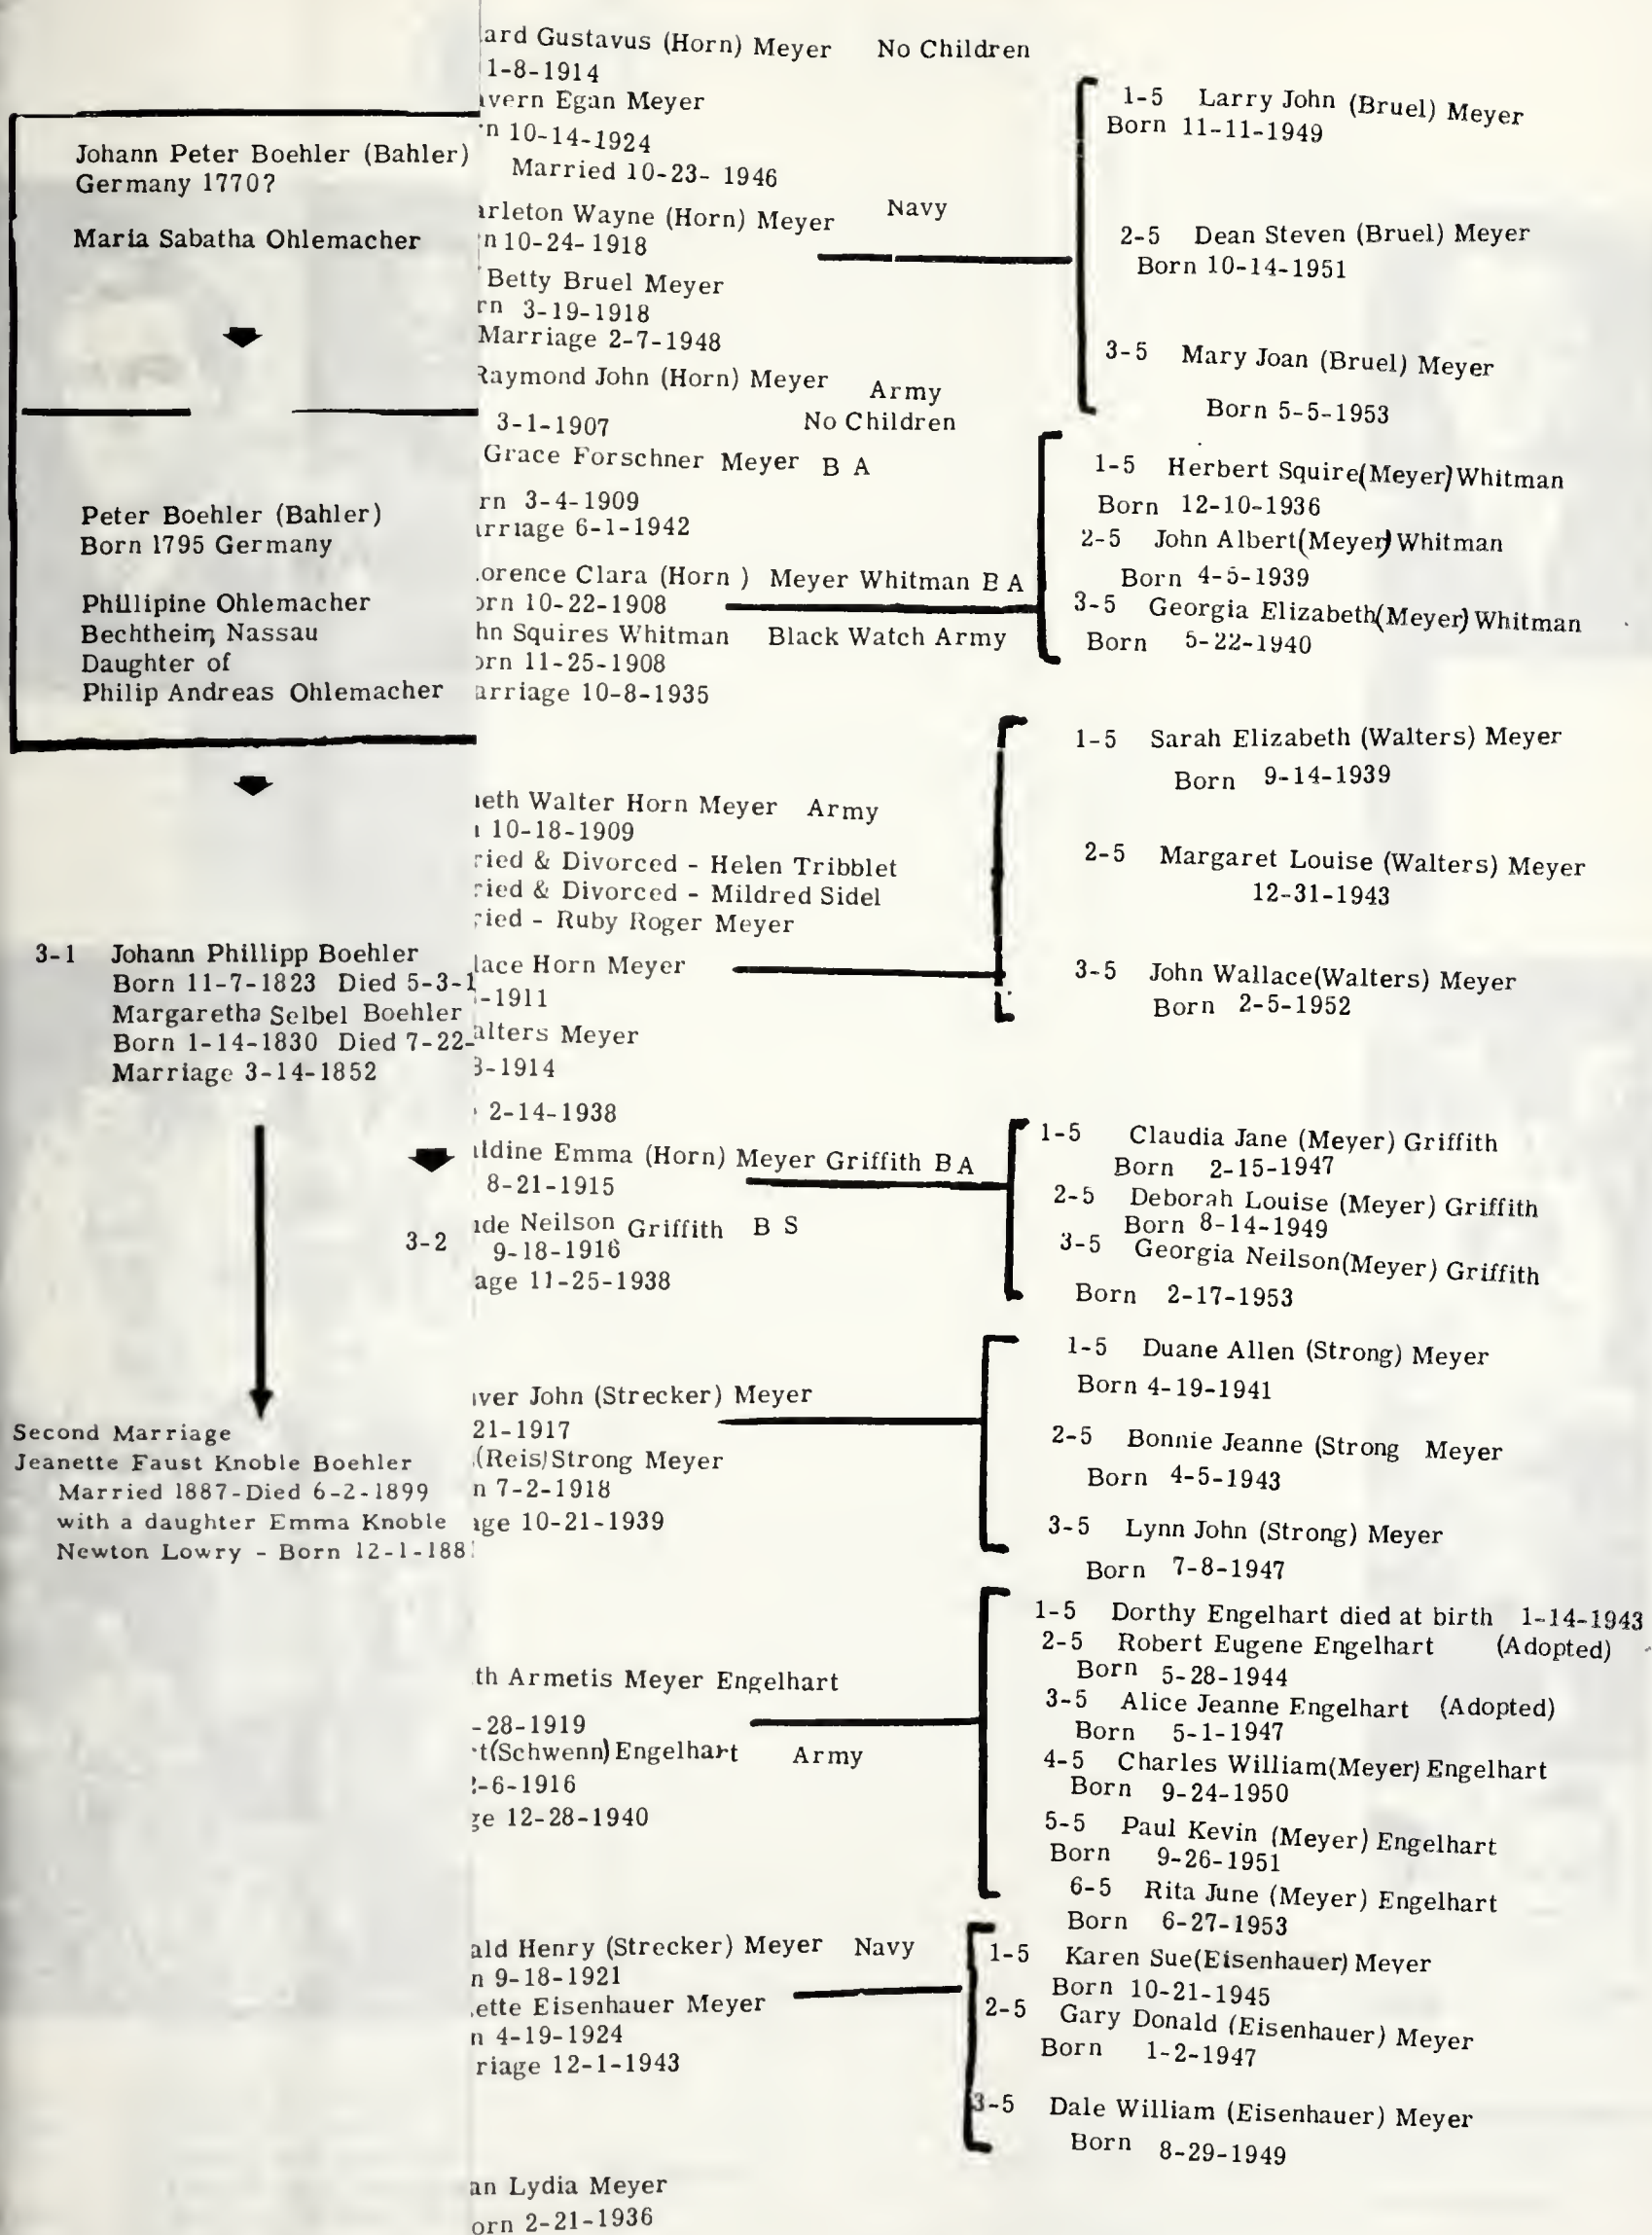 Johann Peter Boehler (Bahler)
Germany 1770?
Maria Sabatha Ohlemacher
Peter Boehler (Bahler)
Born 1795 Germany
Phillipine Ohlemacher
Bechtheim, Nassau
Daughter of
Philip Andreas Ohlemacher
3-1 Johann Phillipp Boehler
Born 11-7-1823 Died 5-3-1
Margaretha Selbel Boehler
Born 1-14-1830 Died 7-22-
Marriage 3-14-1852
3-2
Second Marriage
Jeanette Faust Knoble Boehler
Married 1887-Died 6-2-1899
with a daughter Emma Knoble
Newton Lowry - Born 12-1-188
ard Gustavus (Horn) Meyer No Children
1-8-1914
vern Egan Meyer
n 10-14-1924
Married 10-23- 1946
arleton Wayne (Horn) Meyer Navy
n 10-24-1918
Betty Bruel Meyer
rn 3-19-1918
Marriage 2-7-1948
Raymond John (Horn) Meyer Army
3-1-1907 No Children
Grace Forschner Meyer B A
rn 3-4-1909
arriage 6-1-1942
orence Clara (Horn ) Meyer Whitman B A
orn 10-22-1908
hn Squires Whitman Black Watch Army
orn 11-25-1908
arriage 10-8-1935
neth Walter Horn Meyer Army
10-18-1909
ried & Divorced - Helen Tribblet
ried & Divorced - Mildred Sidel
ried - Ruby Roger Meyer
lace Horn Meyer
-1911
alters Meyer
3-1914
2-14-1938
ldine Emma (Horn) Meyer Griffith B A
8-21-1915
ude Neilson Griffith B S
9-18-1916
age 11-25-1938
ver John (Strecker) Meyer
21-1917
(Reis) Strong Meyer
n 7-2-1918
age 10-21-1939
th Armetis Meyer Engelhart
-28-1919
t(Schwenn) Engelhart Army
-6-1916
ge 12-28-1940
ald Henry (Strecker) Meyer Navy
n 9-18-1921
ette Eisenhauer Meyer
n 4-19-1924
riage 12-1-1943
an Lydia Meyer
orn 2-21-1936
1-5 Larry John (Bruel) Meyer
Born 11-11-1949
2-5 Dean Steven (Bruel) Meyer
Born 10-14-1951
3-5 Mary Joan (Bruel) Meyer
Born 5-5-1953
1-5 Herbert Squire(Meyer) Whitman
Born 12-10-1936
2-5 John Albert(Meyer) Whitman
Born 4-5-1939
3-5 Georgia Elizabeth(Meyer) Whitman
Born 5-22-1940
1-5 Sarah Elizabeth (Walters) Meyer
Born 9-14-1939
2-5 Margaret Louise (Walters) Meyer
12-31-1943
3-5 John Wallace(Walters) Meyer
Born 2-5-1952
1-5 Claudia Jane (Meyer) Griffith
Born 2-15-1947
2-5 Deborah Louise (Meyer) Griffith
Born 8-14-1949
3-5 Georgia Neilson(Meyer) Griffith
Born 2-17-1953
1-5 Duane Allen (Strong) Meyer
Born 4-19-1941
2-5 Bonnie Jeanne (Strong Meyer
Born 4-5-1943
3-5 Lynn John (Strong) Meyer
Born 7-8-1947
1-5 Dorthy Engelhart died at birth 1-14-1943
2-5 Robert Eugene Engelhart (Adopted)
Born 5-28-1944
3-5 Alice Jeanne Engelhart (Adopted)
Born 5-1-1947
4-5 Charles William(Meyer) Engelhart
Born 9-24-1950
5-5 Paul Kevin (Meyer) Engelhart
Born 9-26-1951
6-5 Rita June (Meyer) Engelhart
Born 6-27-1953
1-5 Karen Sue(Eisenhauer) Meyer
Born 10-21-1945
2-5 Gary Donald (Eisenhauer) Meyer
Born 1-2-1947
3-5 Dale William (Eisenhauer) Meyer
Born 8-29-1949